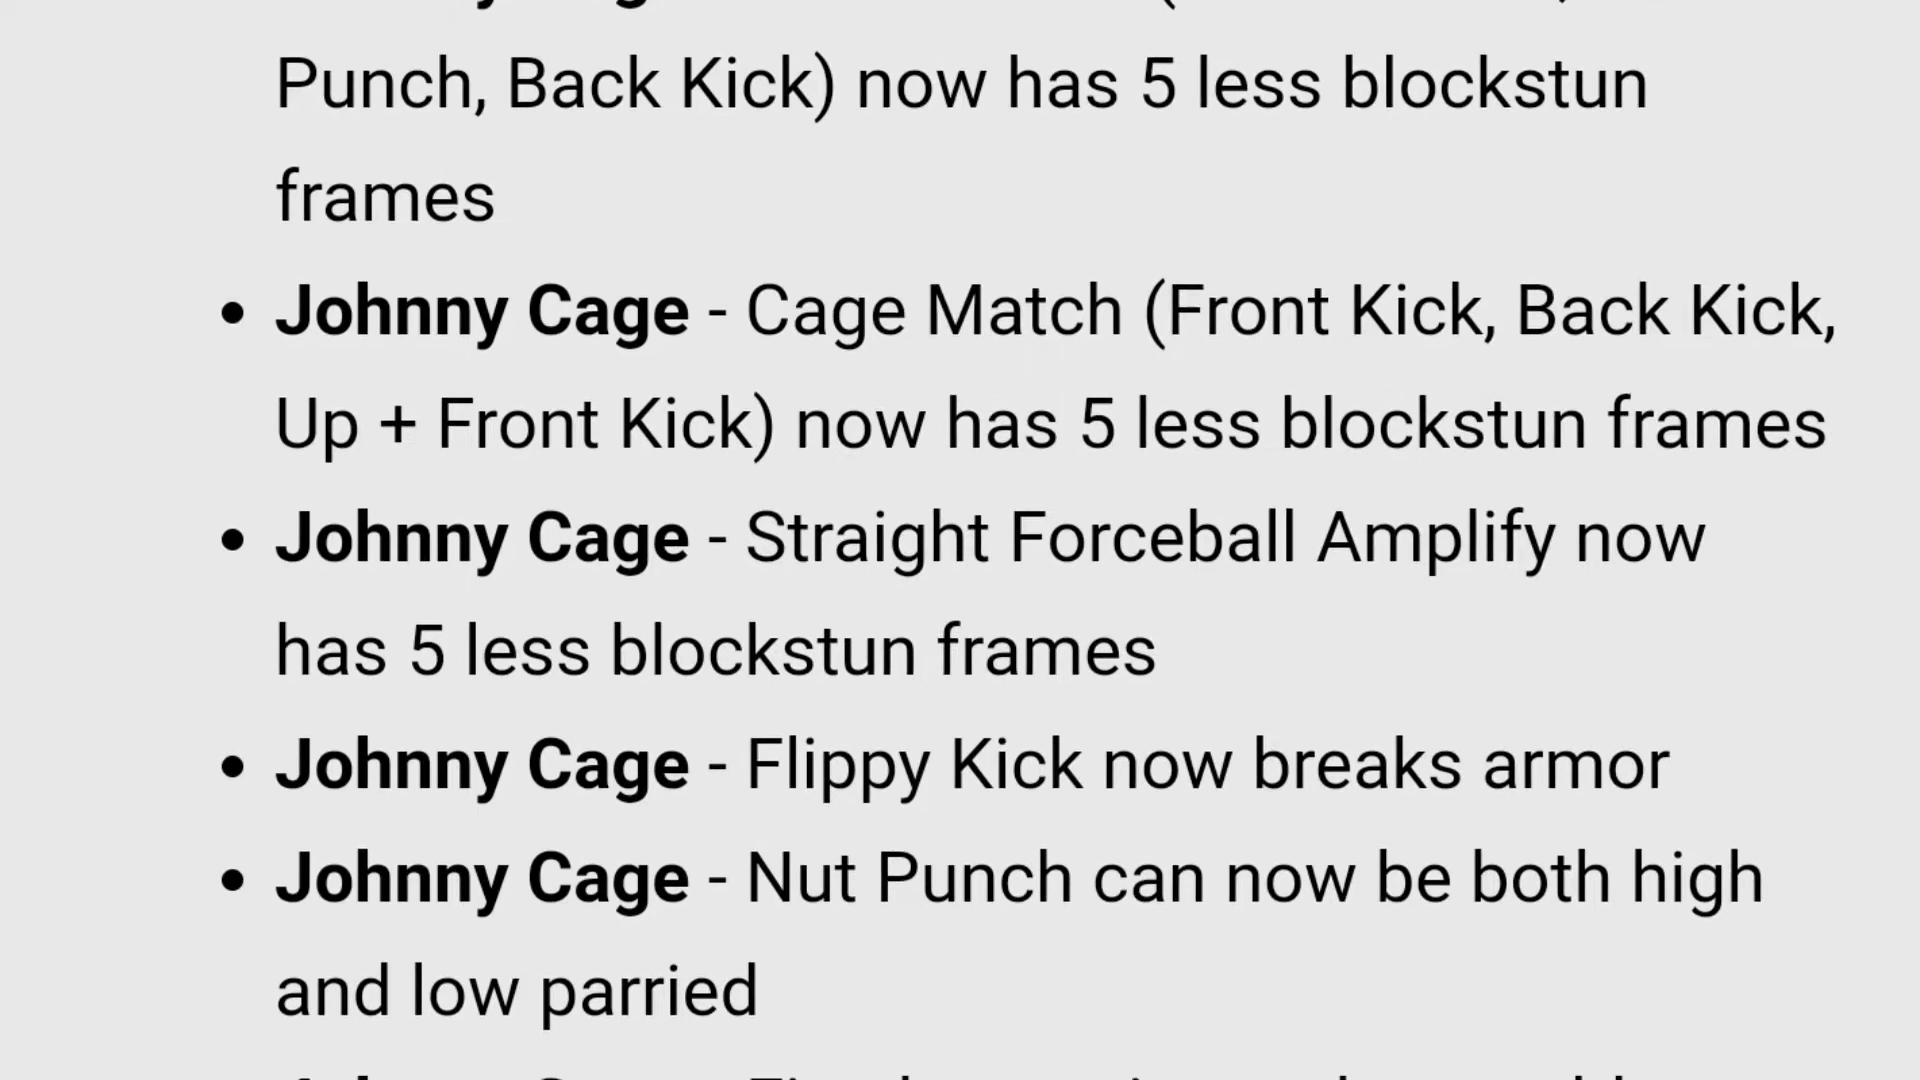 Punch, Back Kick) now has 5 less blockstun
frames
• Johnny Cage - Cage Match (Front Kick, Back Kick,
Up + Front Kick) now has 5 less blockstun frames
• Johnny Cage - Straight Forceball Amplify now
has 5 less blockstun frames
• Johnny Cage - Flippy Kick now breaks armor
• Johnny Cage - Nut Punch can now be both high
and low parried